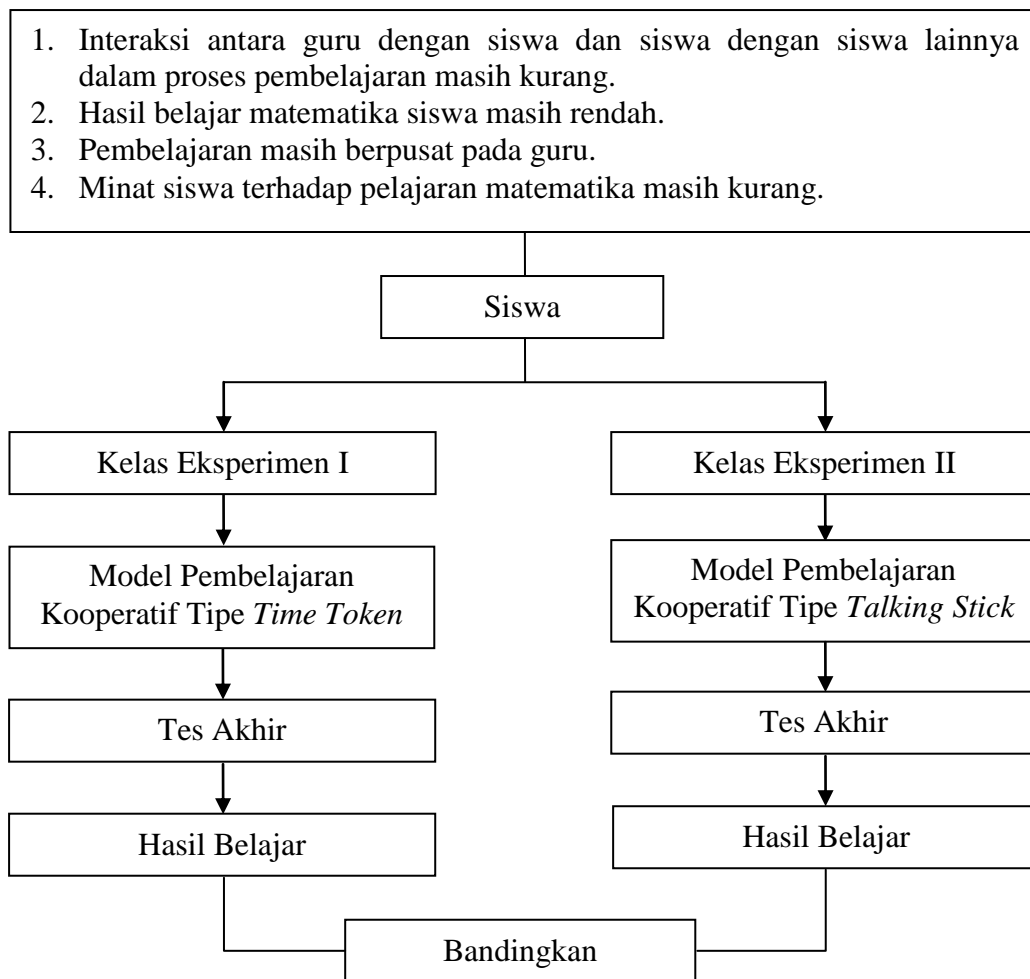 1. Interaksi antara guru dengan siswa dan siswa dengan siswa lainnya
dalam proses pembelajaran masih kurang.
2. Hasil belajar matematika siswa masih rendah.
3. Pembelajaran masih berpusat pada guru.
4. Minat siswa terhadap pelajaran matematika masih kurang.
Siswa
Kelas Eksperimen I
Kelas Eksperimen II
Model Pembelajaran
Kooperatif Tipe Time Token
Model Pembelajaran
Kooperatif Tipe Talking Stick
Tes Akhir
Tes Akhir
Hasil Belajar
Hasil Belajar
Bandingkan